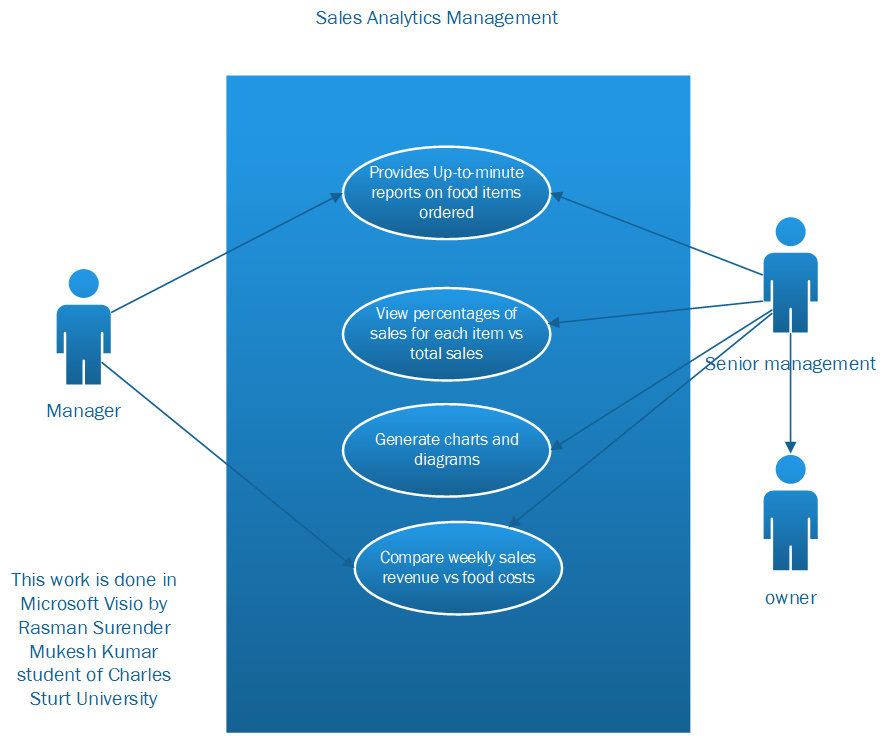 Sales Analytics Management
Provides Up-to-minute
reports on food items
ordered
View percentages of
sales for each item vs
total sales
Generate charts and
diagrams
Compare weekly sales
revenue vs food costs
Manager
Senior management
owner
This work is done in
Microsoft Visio by
Rasman Surender
Mukesh Kumar
student of Charles
Sturt University